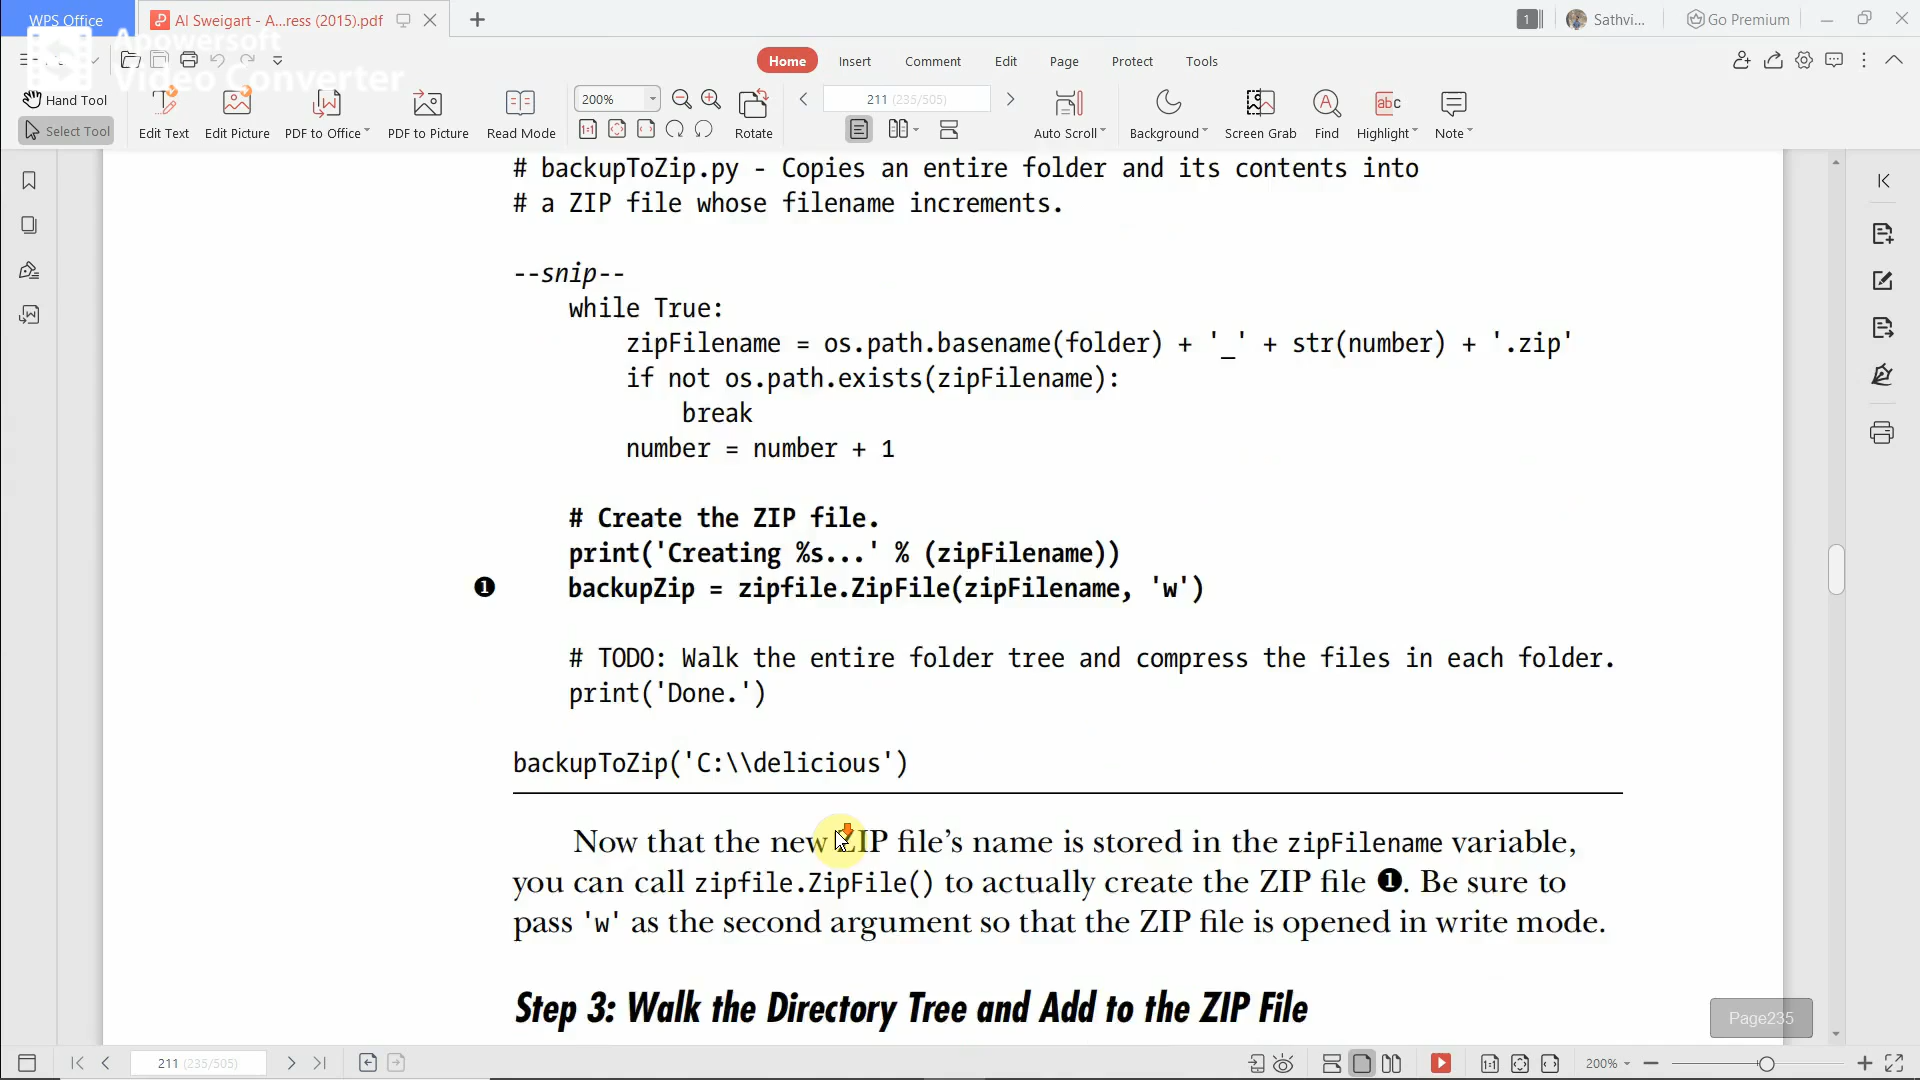 WPS Office
Al Sweigart - A...ress (2015).pdf
1
Sathvi...
Go Premium
Apowersoft
Video Converter
Home
Insert
Comment
Edit
Page
Protect
Tools
Hand Tool
Select Tool
Edit Text
Edit Picture
PDF to Office
PDF to Picture
Read Mode
200%
Rotate
211 (235/505)
Auto Scroll
Background
Screen Grab
Find
Highlight
Note
# backupToZip.py - Copies an entire folder and its contents into
# a ZIP file whose filename increments.
--snip--
while True:
zipFilename = os.path.basename(folder) + '_' + str(number) + '.zip'
if not os.path.exists(zipFilename):
break
number = number + 1
# Create the ZIP file.
print('Creating %s...' % (zipFilename))
❶ backupZip = zipfile.ZipFile(zipFilename, 'w')
# TODO: Walk the entire folder tree and compress the files in each folder.
print('Done.')
backupToZip('C:\\delicious')
Now that the new ZIP file’s name is stored in the zipFilename variable,
you can call zipfile.ZipFile() to actually create the ZIP file ❶. Be sure to
pass 'w' as the second argument so that the ZIP file is opened in write mode.
Step 3: Walk the Directory Tree and Add to the ZIP File
Page235
211 (235/505)
200%